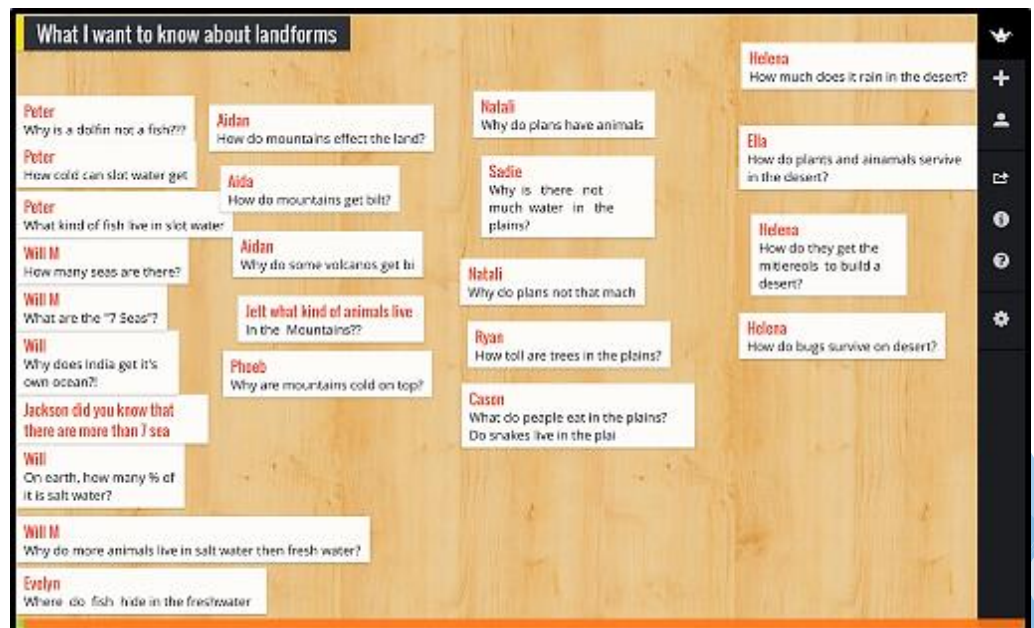 What I want to know about landforms
Peter
Why is a dolfin not a fish???
Peter
How cold can slot water get
Peter
What kind of fish live in slot water
Will M
How many seas are there?
Will M
What are the "7 Seas"?
Will
Why does India get it's
own ocean?!
Jackson did you know that
there are more than 7 sea
Will
On earth, how many % of
it is salt water?
Will M
Why do more animals live in salt water then fresh water?
Evelyn
Where do fish hide in the freshwater
Aidan
How do mountains effect the land?
Aida
How do mountains get bilt?
Aidan
Why do some volcanos get bi
Jett what kind of animals live
In the Mountains??
Phoeb
Why are mountains cold on top?
Natali
Why do plans have animals
Sadie
Why is there not
much water in the
plains?
Natali
Why do plans not that mach
Ryan
How toll are trees in the plains?
Cason
What do peaple eat in the plains?
Do snakes live in the plai
Helena
How much does it rain in the desert?
Ella
How do plants and ainamals servive
in the desert?
Helena
How do they get the
mitiereols to build a
desert?
Helena
How do bugs survive on desert?